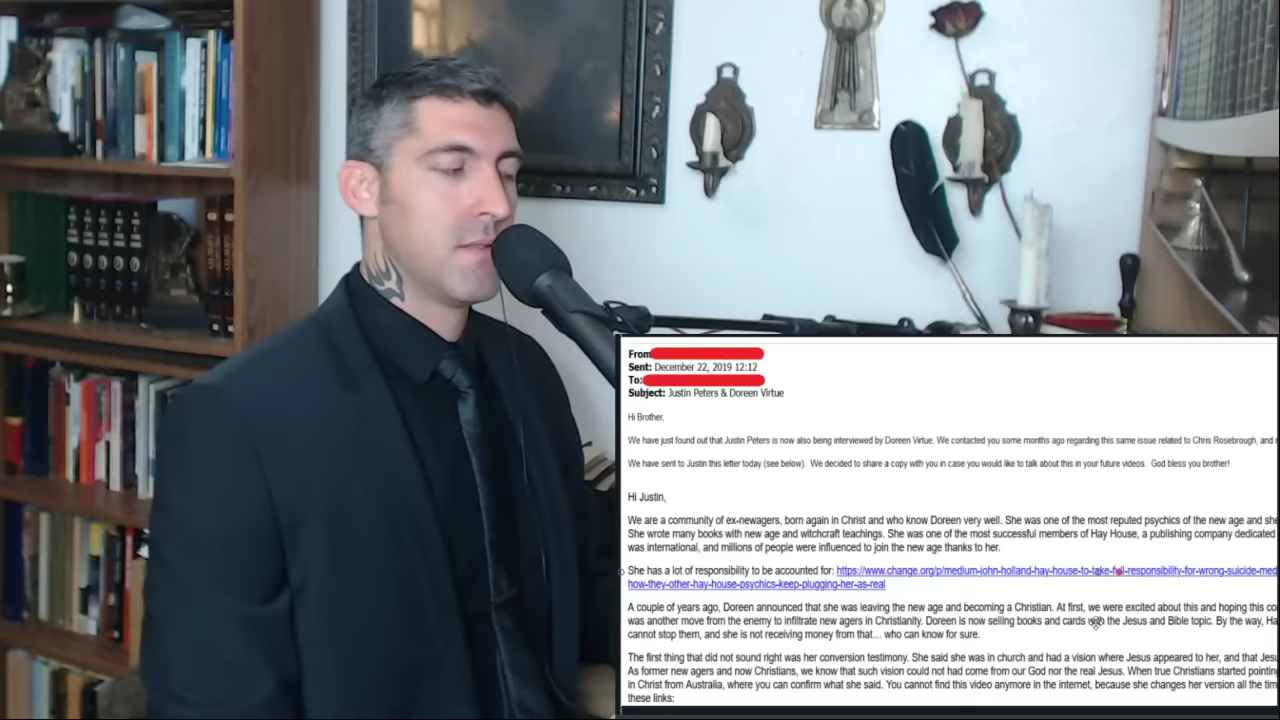 From
Sent: December 22, 2019 12:12
To:
Subject: Justin Peters & Doreen Virtue
Hi Brother,
We have just found out that Justin Peters is now also being interviewed by Doreen Virtue. We contacted you some months ago regarding this same issue related to Chris Rosebrough, and
We have sent to Justin this letter today (see below). We decided to share a copy with you in case you would like to talk about this in your future videos. God bless you brother!
Hi Justin,
We are a community of ex-newagers, born again in Christ and who know Doreen very well. She was one of the most reputed psychics of the new age and she
She wrote many books with new age and witchcraft teachings. She was one of the most successful members of Hay House, a publishing company dedicated
was international, and millions of people were influenced to join the new age thanks to her.
She has a lot of responsibility to be accounted for: https://www.change.org/p/medium-john-holland-hay-house-to-take-full-responsibility-for-wrong-suicide-med
how-they-other-hay-house-psychics-keep-plugging-her-as-real
A couple of years ago, Doreen announced that she was leaving the new age and becoming a Christian. At first, we were excited about this and hoping this co
was another move from the enemy to infiltrate new agers in Christianity. Doreen is now selling books and cards with the Jesus and Bible topic. By the way, Ha
cannot stop them, and she is not receiving money from that… who can know for sure.
The first thing that did not sound right was her conversion testimony. She said she was in church and had a vision where Jesus appeared to her, and that Jesu
As former new agers and now Christians, we know that such vision could not had come from our God nor the real Jesus. When true Christians started pointin
in Christ from Australia, where you can confirm what she said. You cannot find this video anymore in the internet, because she changes her version all the tim
these links: